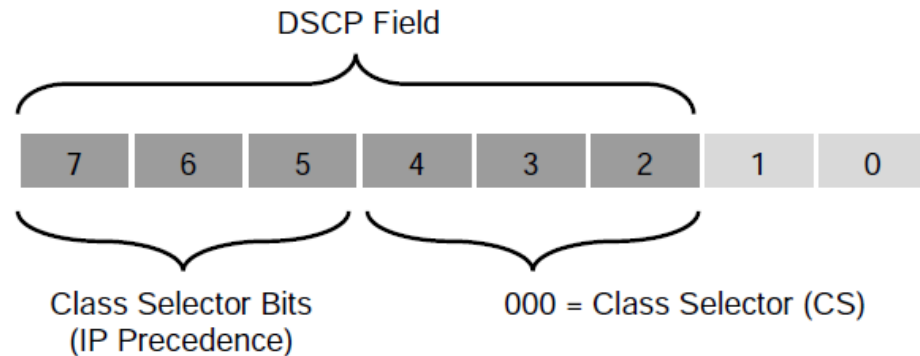 DSCP Field
7 6 5 4 3 2 1 0
Class Selector Bits
(IP Precedence)
000 = Class Selector (CS)